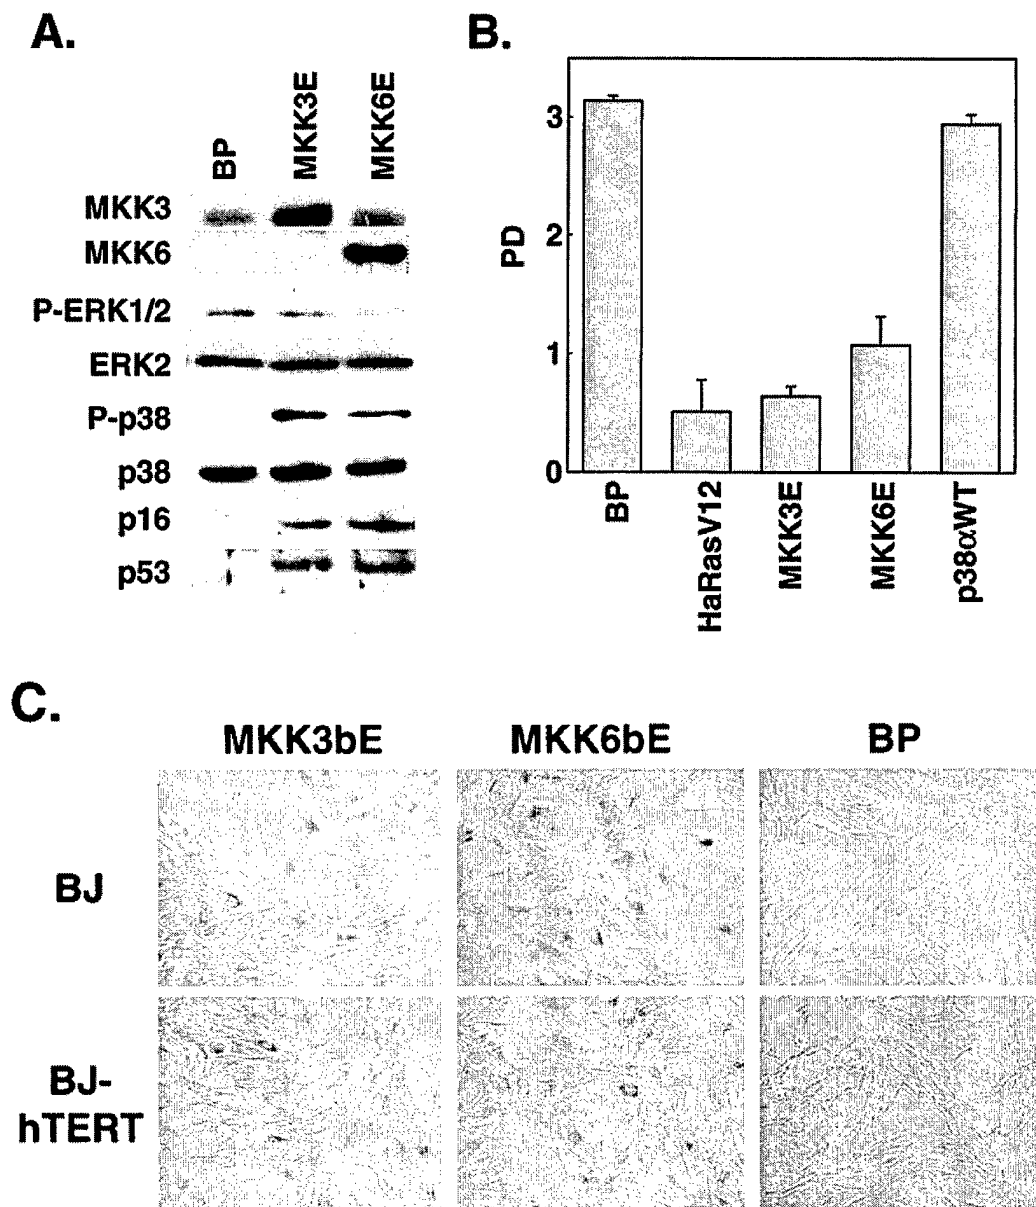 A.
BP
MKK3E
MKK6E
MKK3
MKK6
P-ERK1/2
ERK2
P-p38
p38
p16
p53
B.
PD
3
2
1
0
BP
HaRasV12
MKK3E
MKK6E
p38αWT
C.
MKK3bE
MKK6bE
BP
BJ
BJ-
hTERT